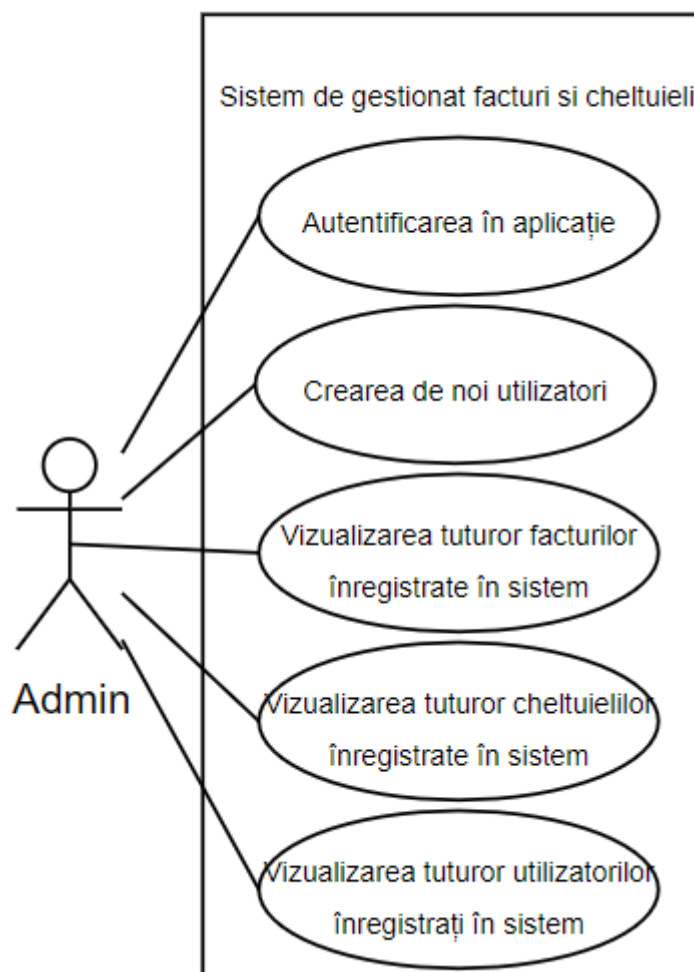 Sistem de gestionat facturi si cheltuieli
Autentificarea în aplicație
Crearea de noi utilizatori
Vizualizarea tuturor facturilor
înregistrate în sistem
Admin
Vizualizarea tuturor cheltuielilor
înregistrate în sistem
Vizualizarea tuturor utilizatorilor
înregistrați în sistem